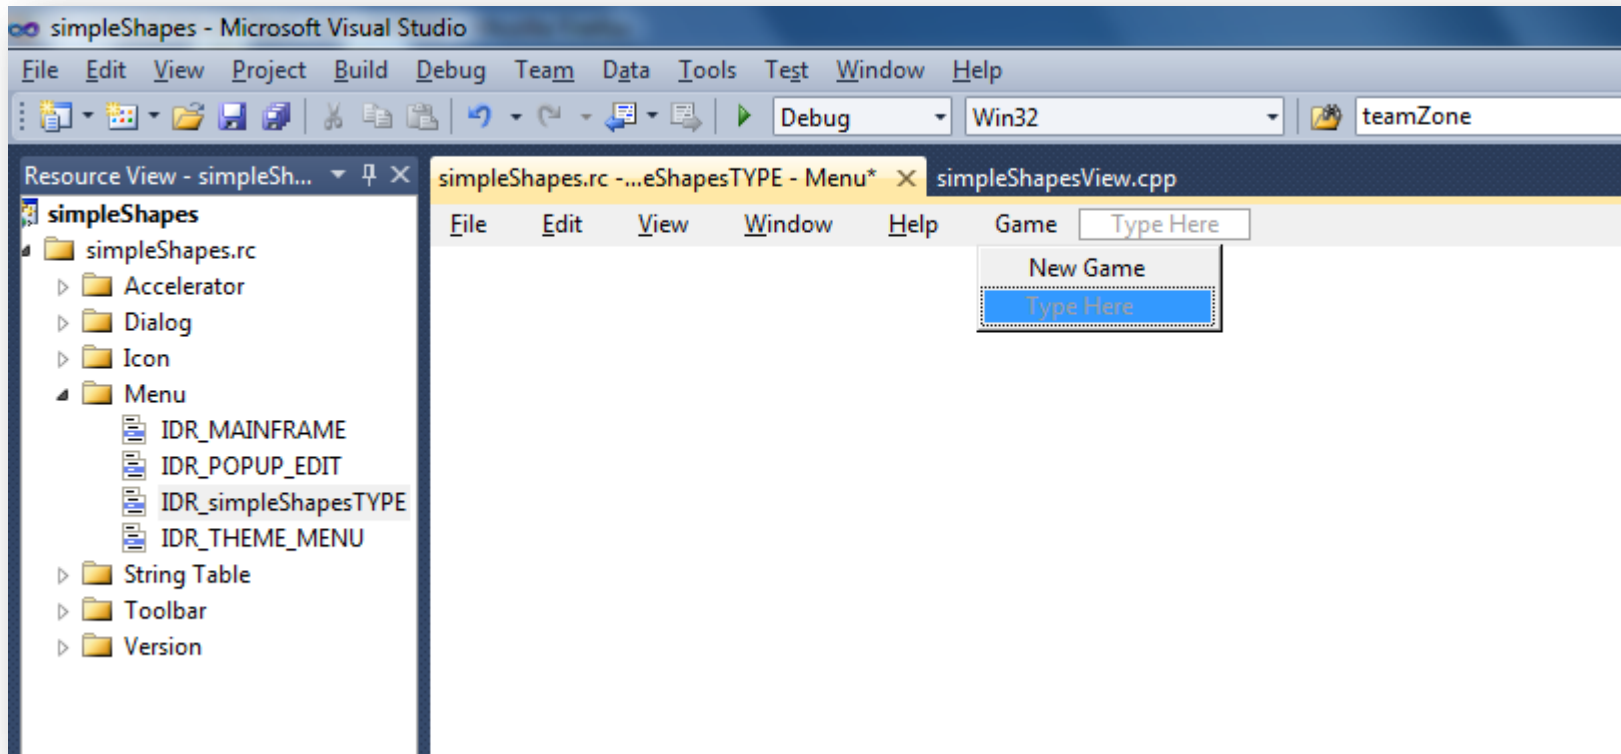 simpleShapes - Microsoft Visual Studio
File Edit View Project Build Debug Team Data Tools Test Window Help
Debug Win32 teamZone
Resource View - simpleSh...
simpleShapes.rc -...eShapesTYPE - Menu* simpleShapesView.cpp
simpleShapes
File Edit View Window Help Game Type Here
simpleShapes.rc
New Game
Accelerator
Type Here
Dialog
Icon
Menu
IDR_MAINFRAME
IDR_POPUP_EDIT
IDR_simpleShapesTYPE
IDR_THEME_MENU
String Table
Toolbar
Version